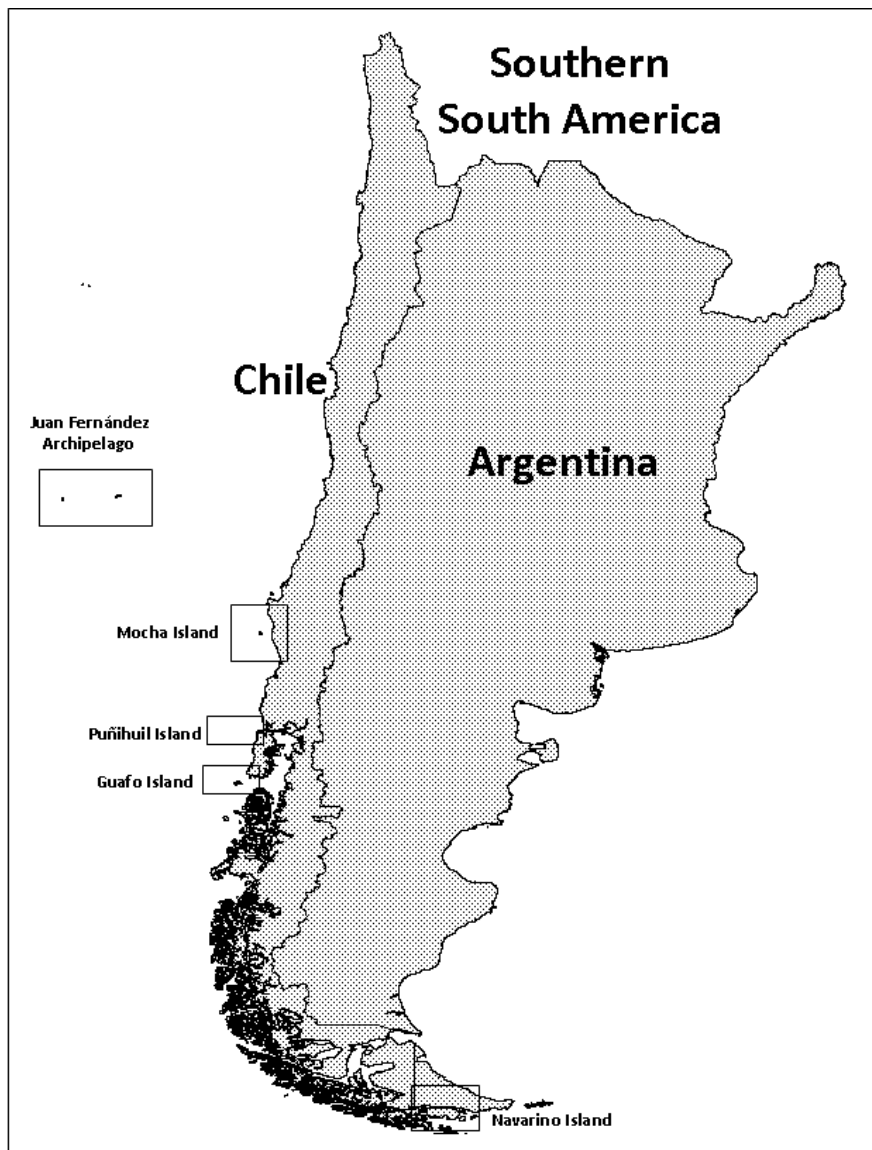 Southern
South America
Chile
Juan Fernández
Archipelago
Argentina
Mocha Island
Puñihuil Island
Guafo Island
Navarino Island